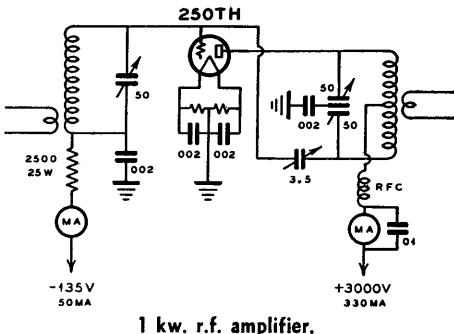 250TH
50
50
002
50
2500
25W
002
002
002
3.5
RFC
MA
MA
01
-135V
50MA
+3000V
330MA
1 kw. r.f. amplifier.